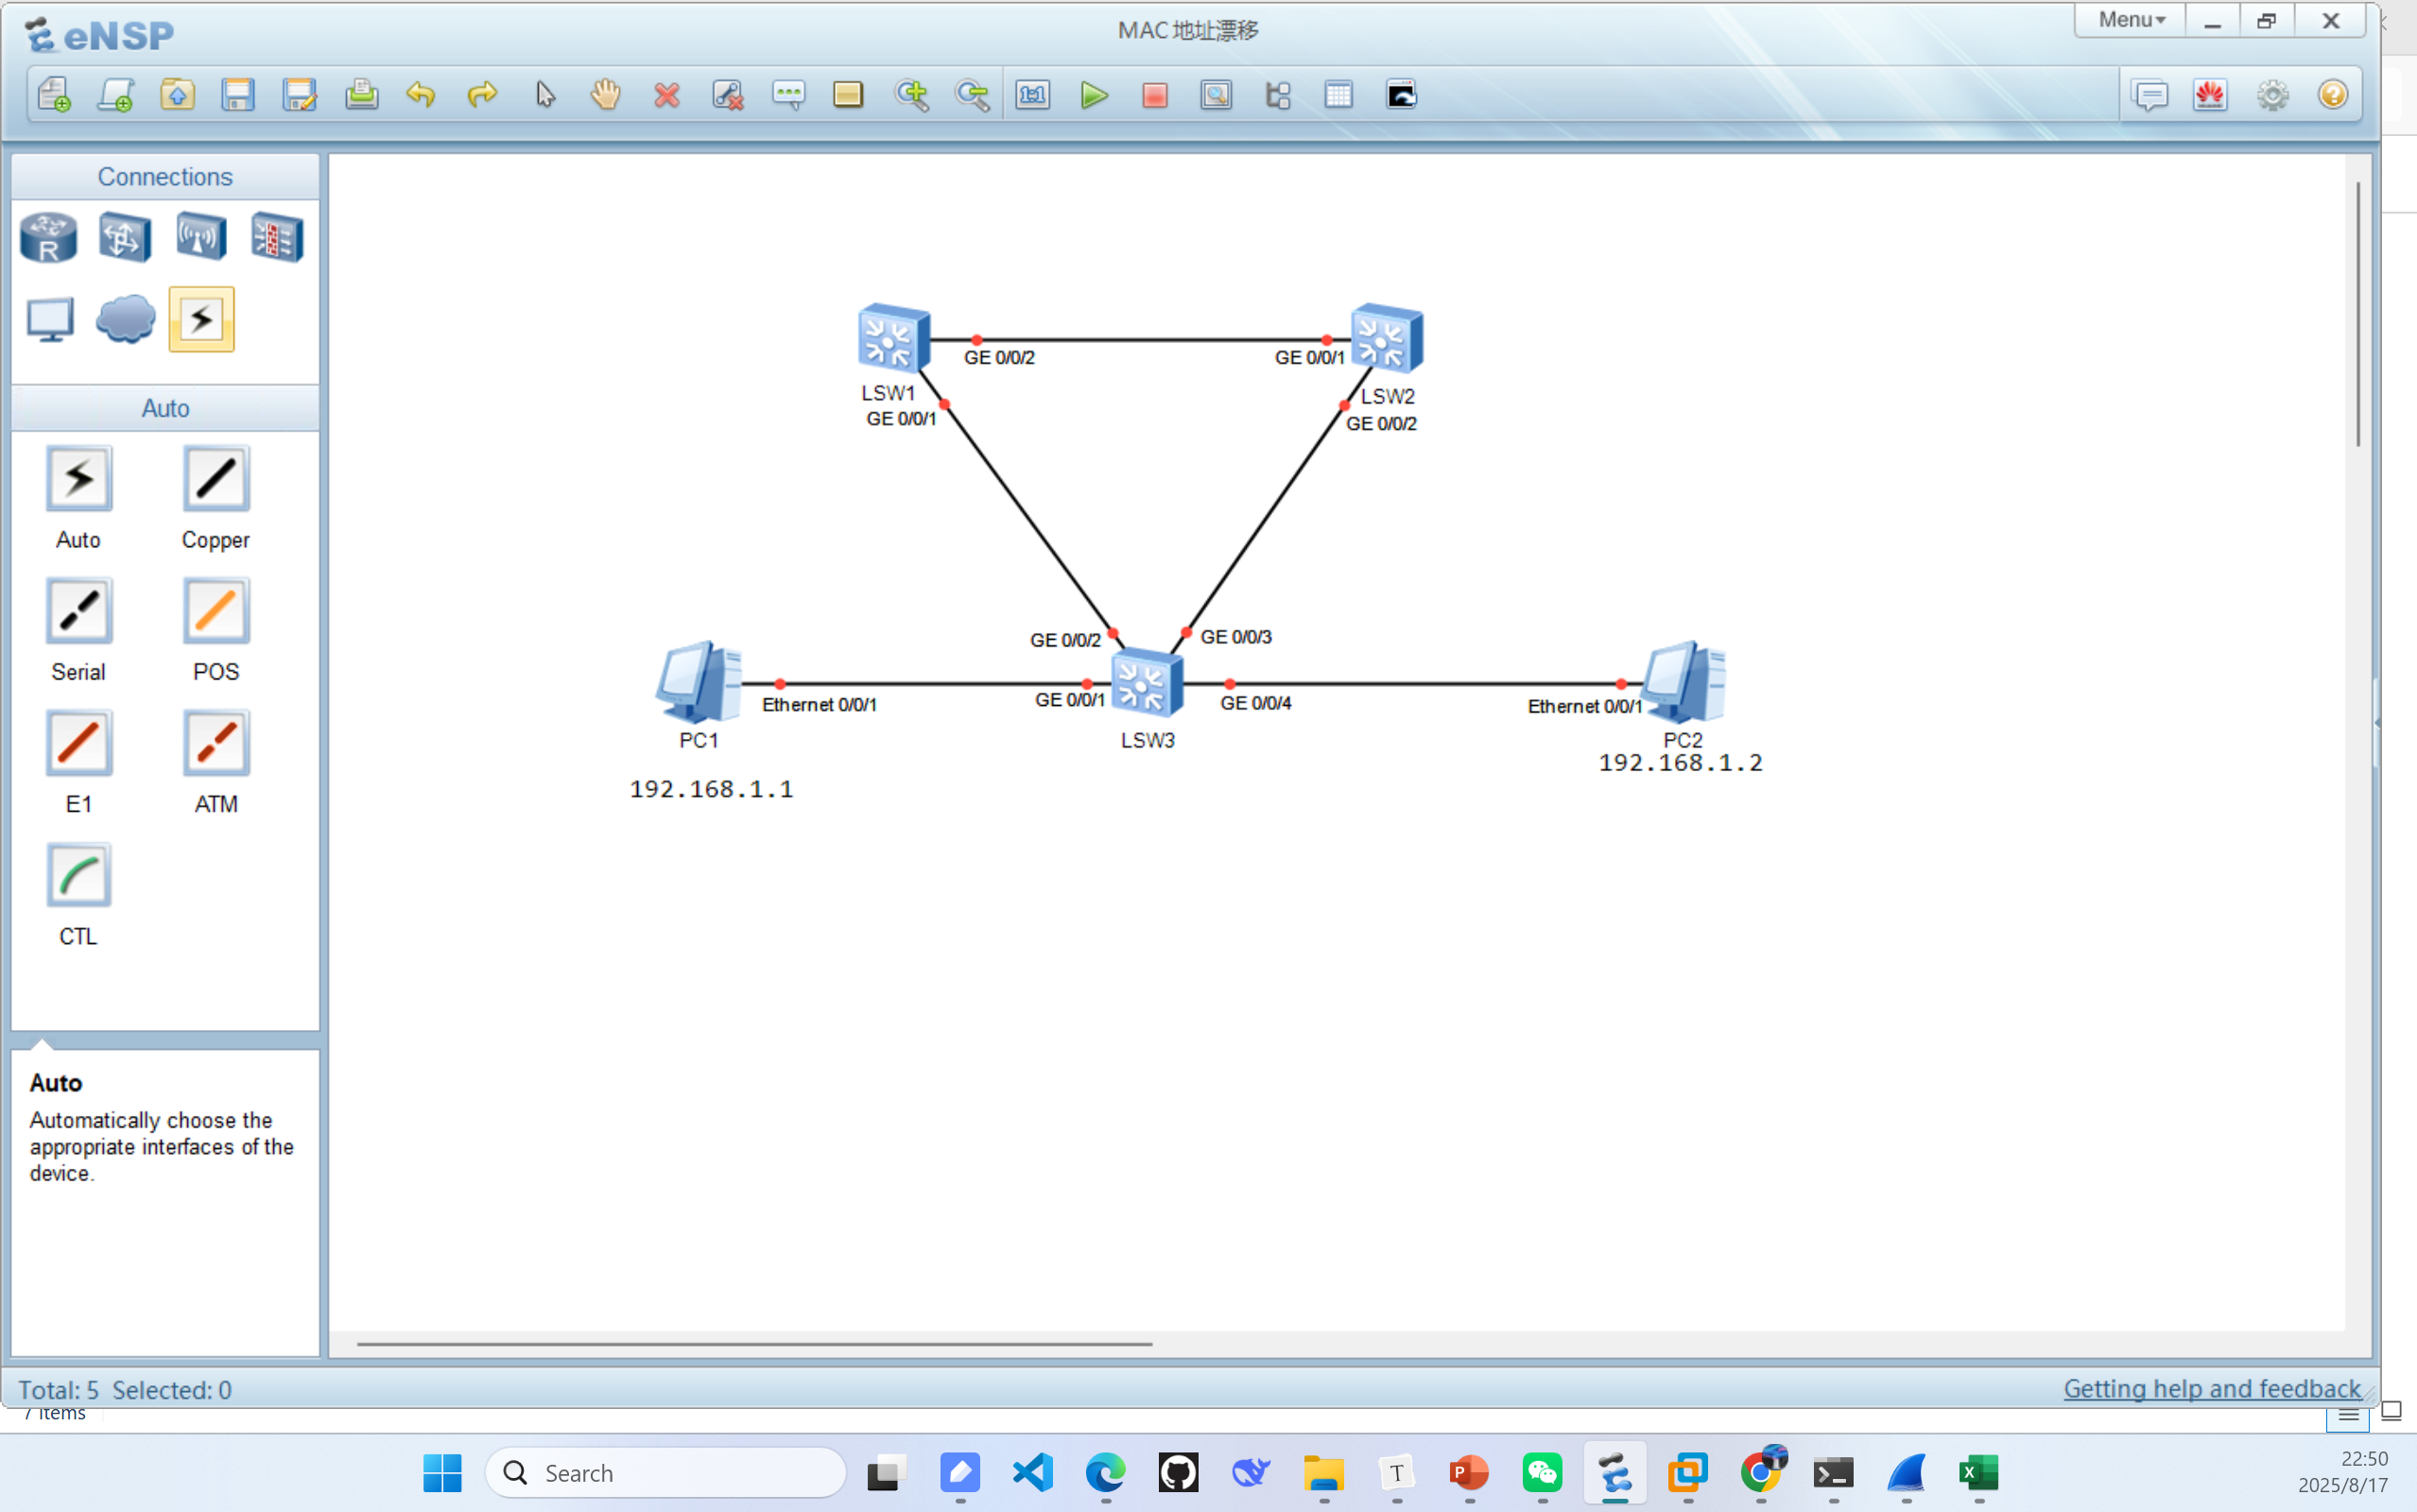 eNSP
MAC 地址漂移
Menu
1:1
Connections
R
Auto
Auto
Copper
Serial
POS
E1
ATM
CTL
Auto
Automatically choose the
appropriate interfaces of the
device.
GE 0/0/2
GE 0/0/1
LSW1
LSW2
GE 0/0/1
GE 0/0/2
GE 0/0/2
GE 0/0/3
Ethernet 0/0/1
GE 0/0/1
GE 0/0/4
Ethernet 0/0/1
PC1
LSW3
PC2
192.168.1.2
192.168.1.1
Total: 5 Selected: 0
Getting help and feedback
7 items
Search
T
P
X
22:50
2025/8/17